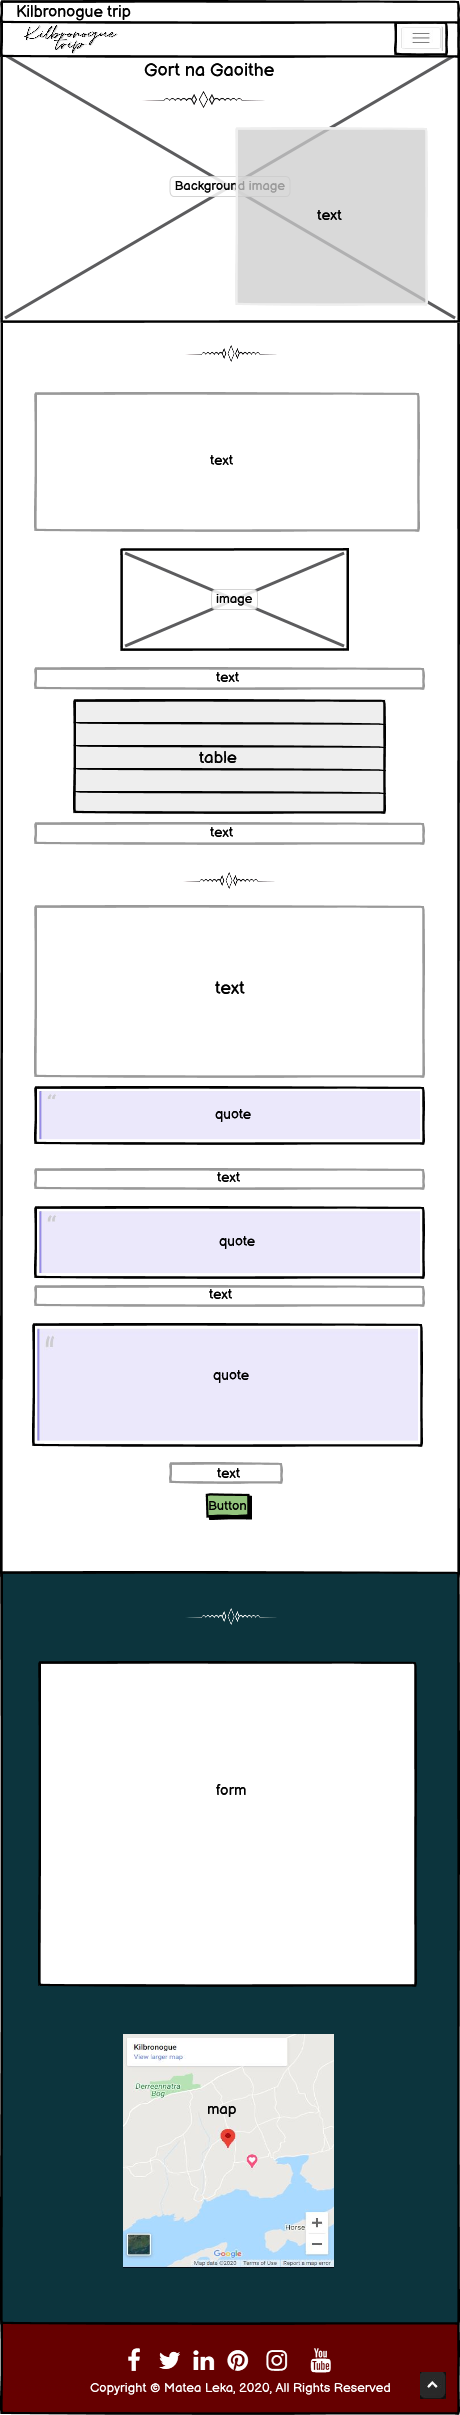 Kilbronogue trip
Kilbronogue
trip
Gort na Gaoithe
Background image
text
text
image
text
table
text
text
quote
text
quote
text
quote
text
Button
form
Kilbronogue
View larger map
Derreennatra
Bog
map
Horse
Google
Map data ©2020 Terms of Use Report a map error
You
Tube
Copyright © Matea Leka, 2020, All Rights Reserved